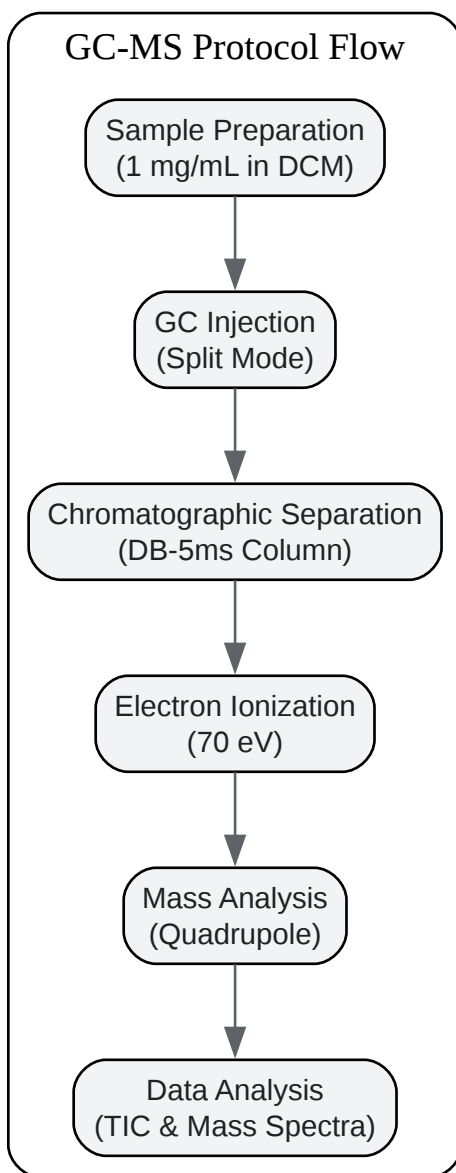 GC-MS Protocol Flow
Sample Preparation
(1 mg/mL in DCM)
GC Injection
(Split Mode)
Chromatographic Separation
(DB-5ms Column)
Electron Ionization
(70 eV)
Mass Analysis
(Quadrupole)
Data Analysis
(TIC & Mass Spectra)